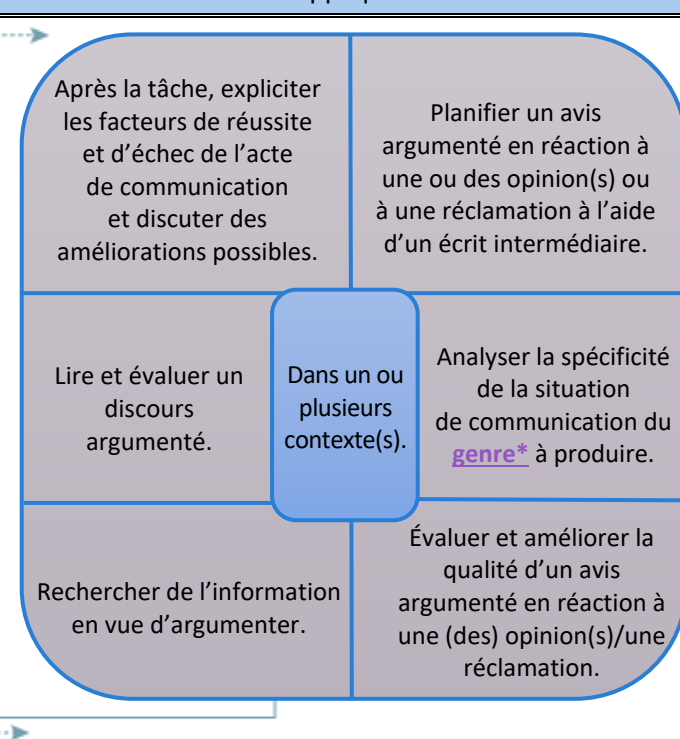 Après la tâche, expliciter
les facteurs de réussite
et d'échec de l'acte
de communication
et discuter des
améliorations possibles.
Planifier un avis
argumenté en réaction à
une ou des opinion(s) ou
à une réclamation à l'aide
d'un écrit intermédiaire.
Lire et évaluer un
discours
argumenté.
Dans un ou
plusieurs
contexte(s).
Analyser la spécificité
de la situation
de communication du
genre* à produire.
Rechercher de l'information
en vue d'argumenter.
Évaluer et améliorer la
qualité d'un avis
argumenté en réaction à
une (des) opinion(s)/une
réclamation.